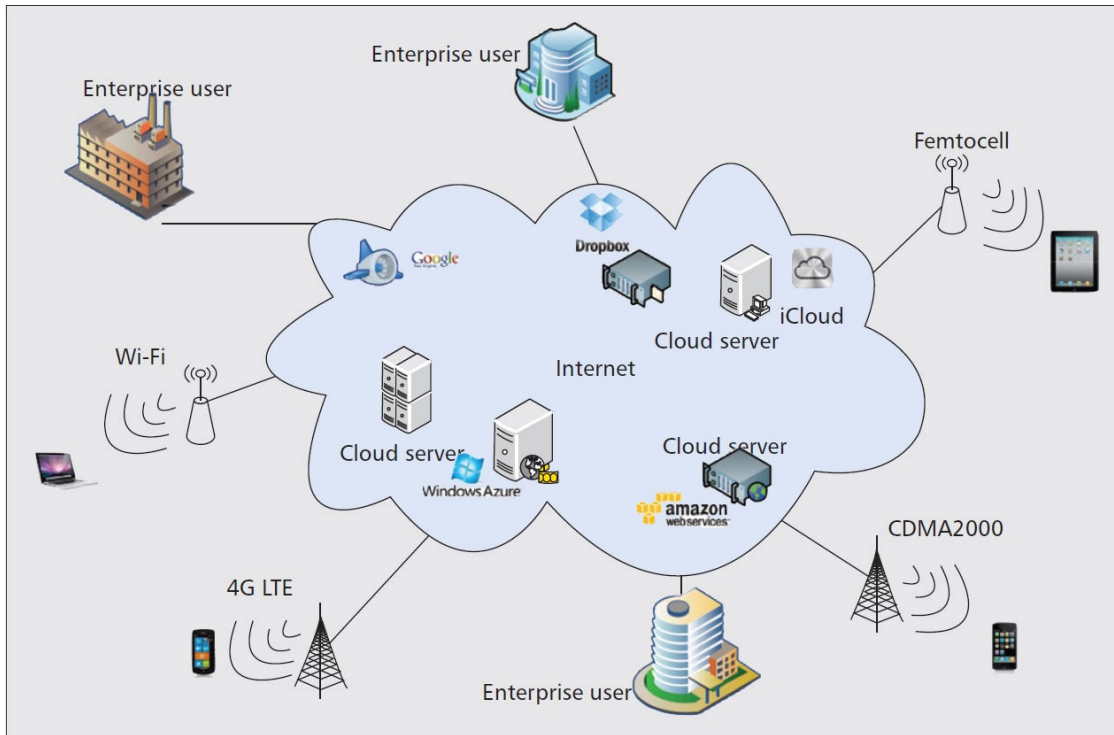 Enterprise user
Enterprise user
Femtocell
Dropbox
Google
iCloud
Cloud server
Wi-Fi
Internet
Cloud server
Cloud server
Windows Azure
amazon
webservices™
CDMA2000
4G LTE
Enterprise user